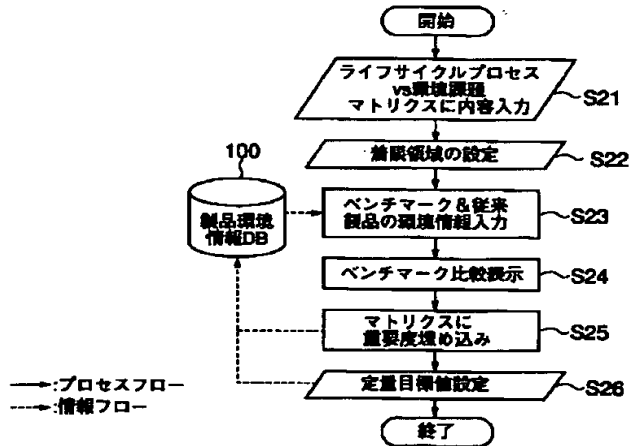 開始
ライフサイクルプロセス
vs環境課題
マトリクスに内容入力
S21
着眼領域の設定
S22
100
製品環境
情報DB
ベンチマーク&従来
製品の環境情報入力
S23
ベンチマーク比較提示
S24
マトリクスに
重要度埋め込み
S25
定量目標値設定
S26
終了
:プロセスフロー
:情報フロー